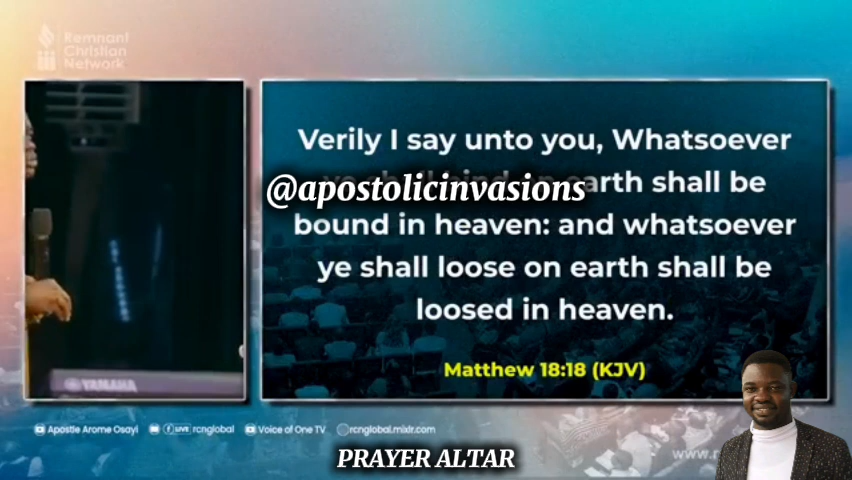 Remnant
Christian
Network
Verily I say unto you, Whatsoever
@apostolicinvasions
earth shall be
bound in heaven: and whatsoever
ye shall loose on earth shall be
loosed in heaven.
Matthew 18:18 (KJV)
YAMAHA
Apostle Arome Osayi
LIVE rcnglobal
Voice of One TV
rcnglobal.mixlr.com
PRAYER ALTAR